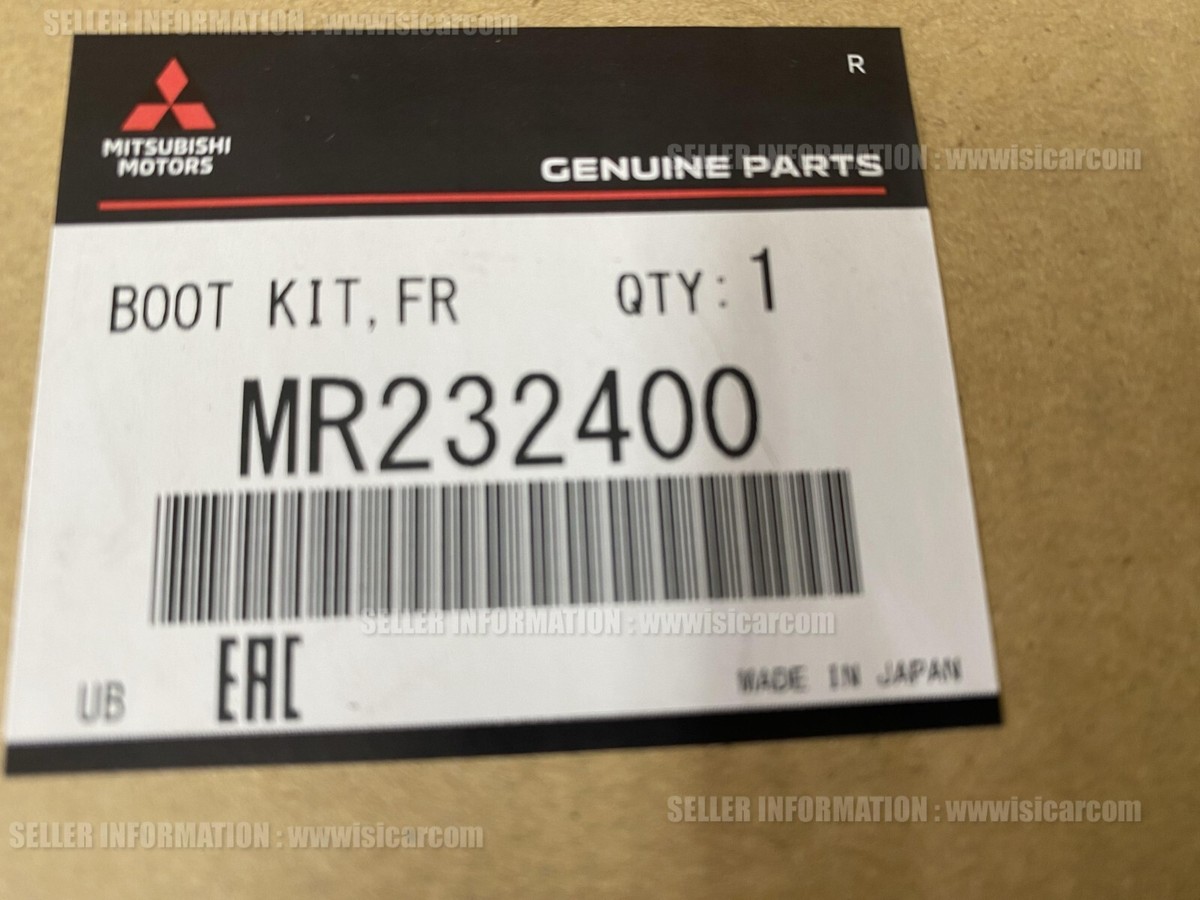 SELLER INFORMATION : wwwisicarcom
R
MITSUBISHI
MOTORS
SELLER INFORMATION : wwwisicarcom
GENUINE PARTS
BOOT KIT, FR QTY: 1
MR232400
SELLER INFORMATION : wwwisicarcom
UB EAC MADE IN JAPAN
SELLER INFORMATION : wwwisicarcom
SELLER INFORMATION : wwwisicarcom